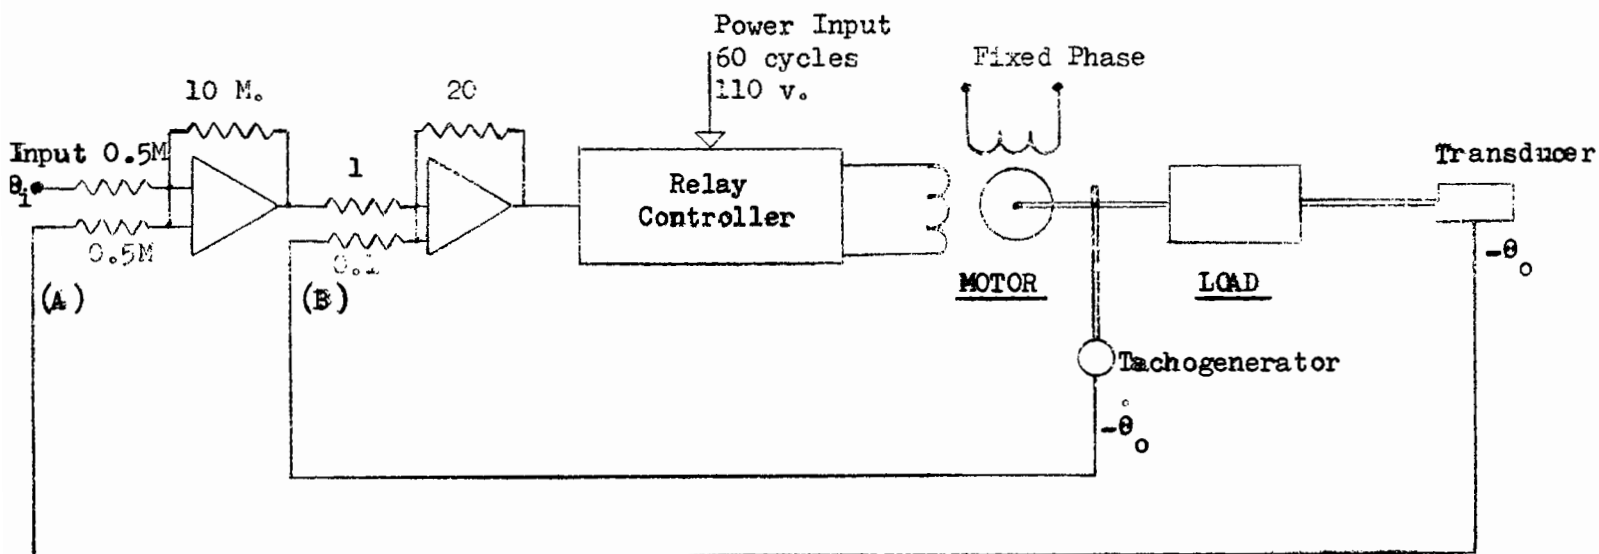 Power Input
60 cycles
110 v.
Fixed Phase
10 M.
20
Input 0.5M
θi
1
0.5M
0.1
(A)
(B)
Relay
Controller
MOTOR
LOAD
Transducer
-θo
Tachogenerator
-θ̇o